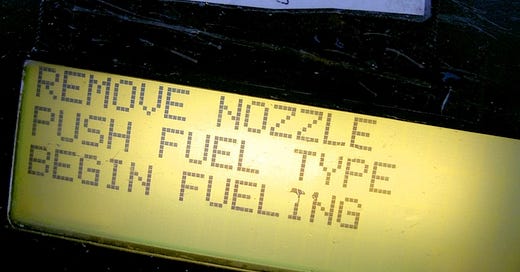 REMOVE NOZZLE
PUSH FUEL TYPE
BEGIN FUELING